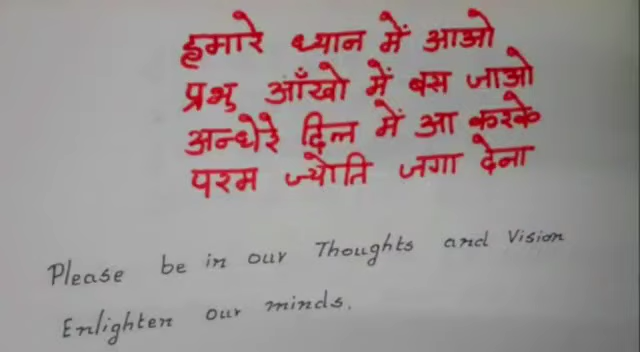 हमारे ध्यान में आओ
प्रभु आँखो में बस जाओ
अन्धेरे दिल में आ करके
परम ज्योति जगा देना
Please be in our Thoughts and Vision
Enlighten our minds.